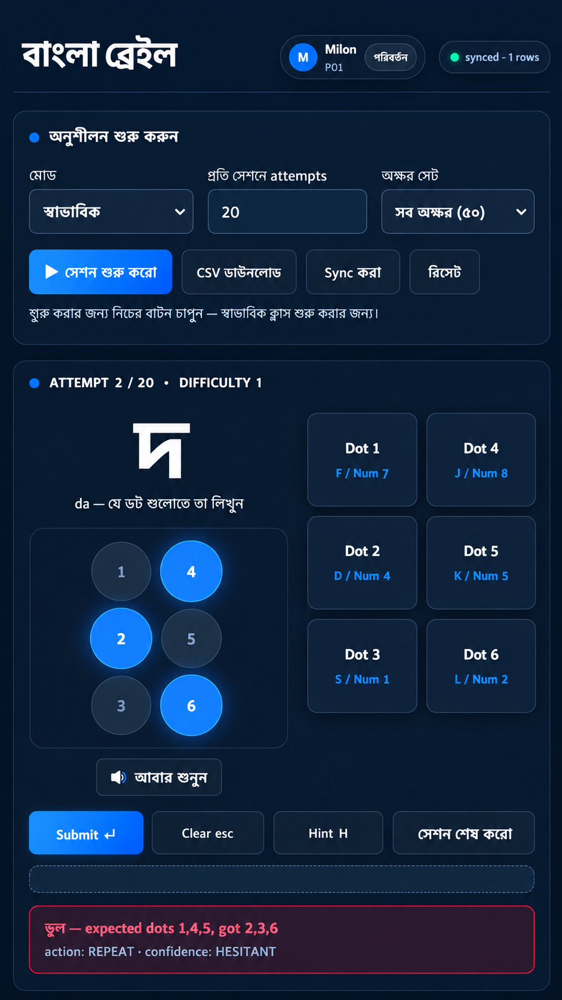 বাংলা ব্রেইল
M
Milon
P01
পরিবর্তন
synced - 1 rows
অনুশীলন শুরু করুন
মোড
প্রতি সেশনে attempts
অক্ষর সেট
স্বাভাবিক
20
সব অক্ষর (৫০)
▶ সেশন শুরু করো
CSV ডাউনলোড
Sync করা
রিসেট
শুরু করার জন্য নিচের বাটন চাপুন — স্বাভাবিক ক্লাস শুরু করার জন্য।
ATTEMPT 2 / 20 • DIFFICULTY 1
দ
da — যে ডট গুলোতে তা লিখুন
1 4
2 5
3 6
আবার শুনুন
Dot 1
F / Num 7
Dot 4
J / Num 8
Dot 2
D / Num 4
Dot 5
K / Num 5
Dot 3
S / Num 1
Dot 6
L / Num 2
Submit ↵
Clear esc
Hint H
সেশন শেষ করো
ভুল — expected dots 1,4,5, got 2,3,6
action: REPEAT · confidence: HESITANT